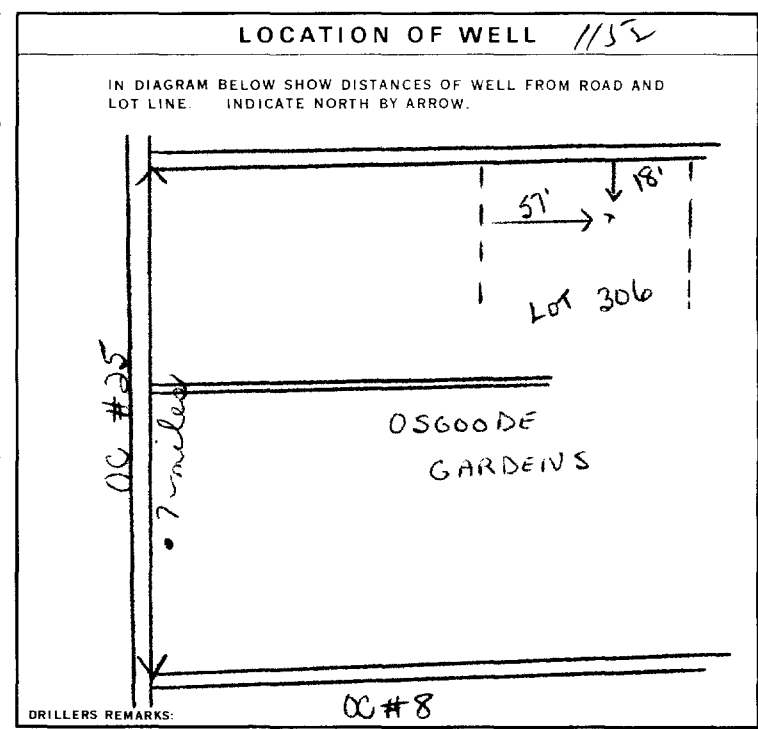 LOCATION OF WELL 1152
IN DIAGRAM BELOW SHOW DISTANCES OF WELL FROM ROAD AND
LOT LINE. INDICATE NORTH BY ARROW.
18'
57'
LOT 306
OC #25
.7 miles
OSGOODE
GARDENS
OC #8
DRILLERS REMARKS: